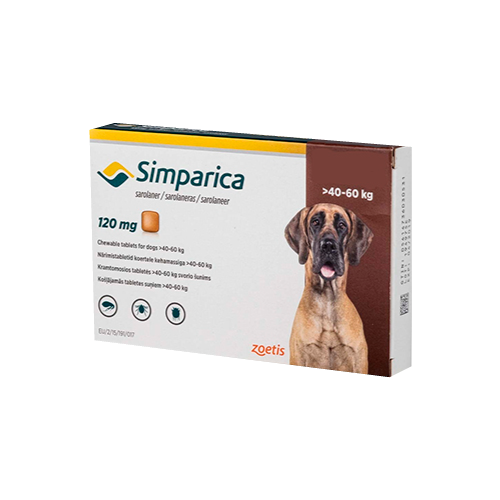 Simparica
sarolaner / sarolaneras / sarolaneer
>40-60 kg
120 mg
Chewable tablets for dogs >40-60 kg
Närimistabletid koertele kehamassiga >40-60 kg
Kramtomosios tabletės >40-60 kg svorio šunims
Košļājamās tabletes suņiem >40-60 kg
EU/2/15/191/017
zoetis